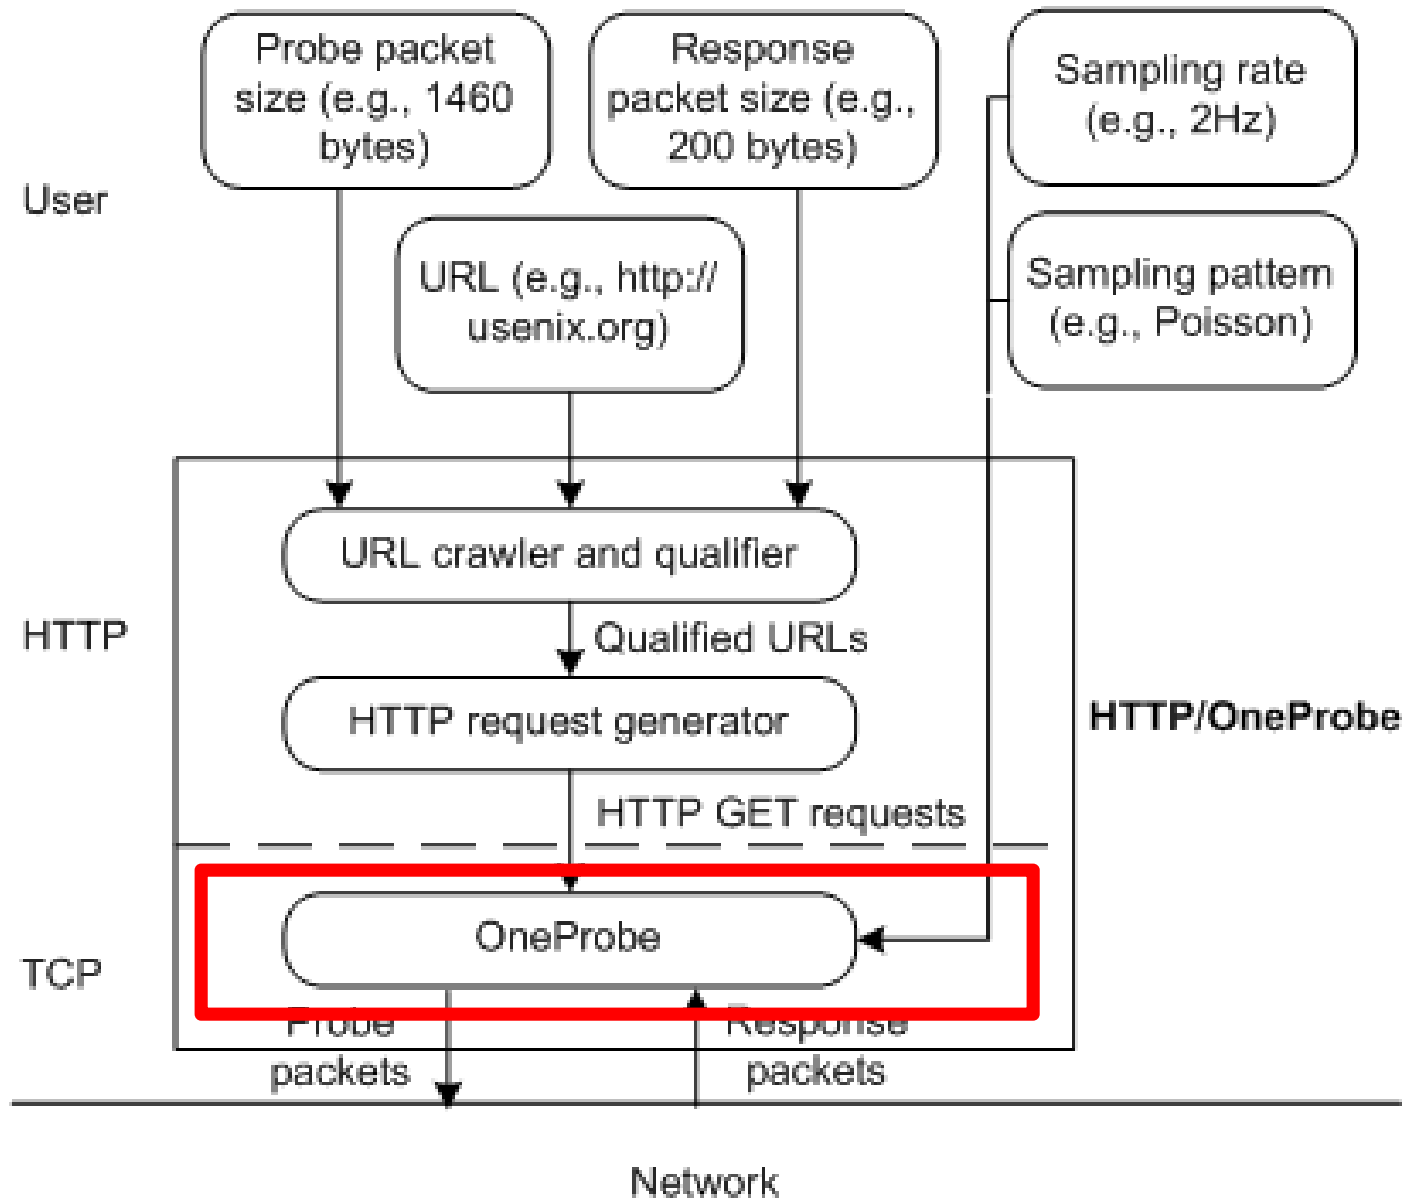 Probe packet
size (e.g., 1460
bytes)
Response
packet size (e.g.,
200 bytes)
Sampling rate
(e.g., 2Hz)
User
URL (e.g., http://
usenix.org)
Sampling pattern
(e.g., Poisson)
URL crawler and qualifier
HTTP
Qualified URLs
HTTP request generator
HTTP/OneProbe
HTTP GET requests
OneProbe
TCP
Probe
packets
Response
packets
Network